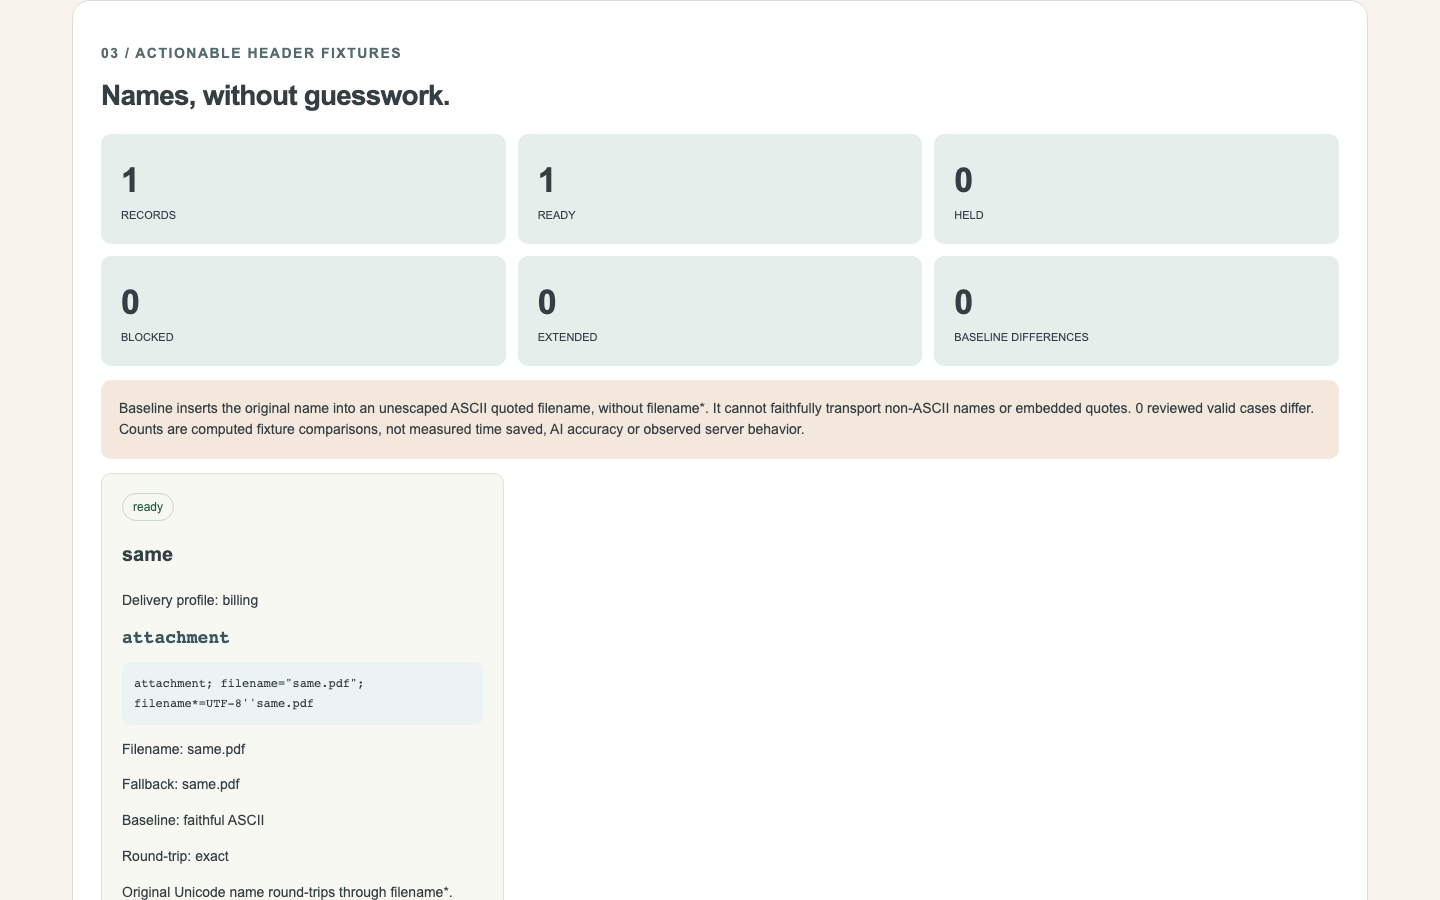 03 / ACTIONABLE HEADER FIXTURES
Names, without guesswork.
1
RECORDS
1
READY
0
HELD
0
BLOCKED
0
EXTENDED
0
BASELINE DIFFERENCES
Baseline inserts the original name into an unescaped ASCII quoted filename, without filename*. It cannot faithfully transport non-ASCII names or embedded quotes. 0 reviewed valid cases differ.
Counts are computed fixture comparisons, not measured time saved, AI accuracy or observed server behavior.
ready
same
Delivery profile: billing
attachment
attachment; filename="same.pdf";
filename*=UTF-8''same.pdf
Filename: same.pdf
Fallback: same.pdf
Baseline: faithful ASCII
Round-trip: exact
Original Unicode name round-trips through filename*.